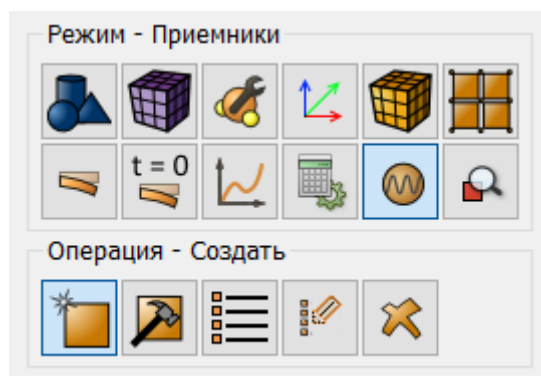 Режим - Приемники
t = 0
Операция - Создать